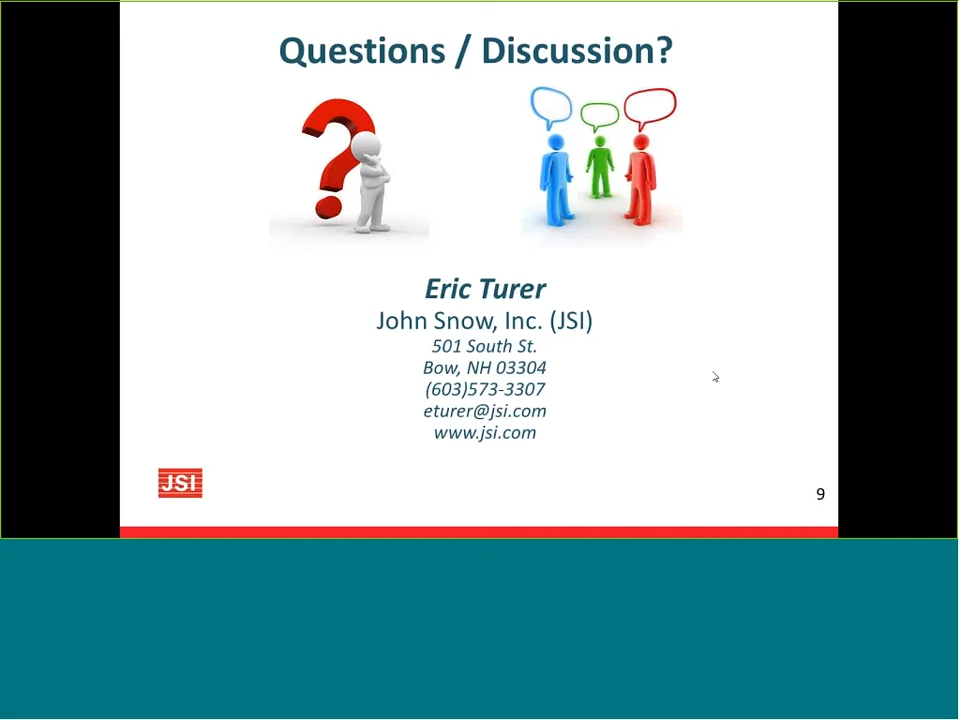 Questions / Discussion?
Eric Turer
John Snow, Inc. (JSI)
501 South St.
Bow, NH 03304
(603)573-3307
eturer@jsi.com
www.jsi.com
JSI
9